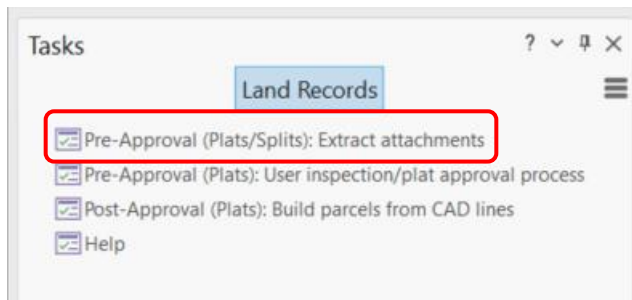 Tasks ?
Land Records
Pre-Approval (Plats/Splits): Extract attachments
Pre-Approval (Plats): User inspection/plat approval process
Post-Approval (Plats): Build parcels from CAD lines
Help